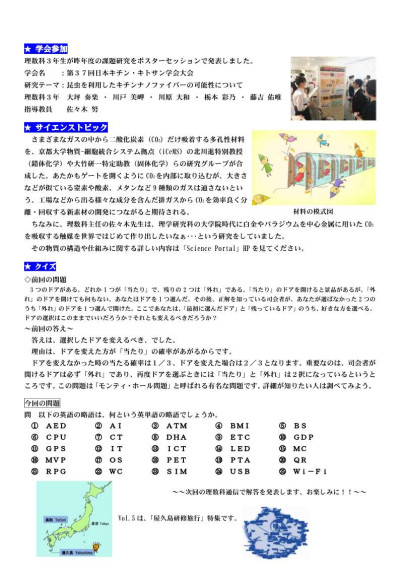 ★ 学会参加
理数科3年生が昨年度の課題研究をポスターセッションで発表しました。
学会名　：第37回日本キチン・キトサン学会大会
研究テーマ：昆虫を利用したキチンナノファイバーの可能性について
理数科3年　大坪 奏楽 ・ 川戸 美岬 ・ 川原 大和 ・ 栃本 彩乃 ・ 藤吉 佑唯
指導教員　佐々木 努
★ サイエンストピック
さまざまなガスの中から二酸化炭素（CO₂）だけ吸着する多孔性材料
を、京都大学物質－細胞統合システム拠点（iCeMS）の北川進特別教授
（錯体化学）や大竹研一特定助教（固体化学）らの研究グループが合
成した。あたかもゲートを開くようにCO₂を内部に取り込むが、大きさ
などが似ている窒素や酸素、メタンなど9種類のガスは通さないとい
う。工場などから出る様々な成分を含んだ排ガスからCO₂を効率良く分
離・回収する新素材の開発につながると期待される。
材料の模式図
ちなみに、理数科主任の佐々木先生は、理学研究科の大学院時代に白金やパラジウムを中心金属に用いたCO₂
を吸収する触媒を世界ではじめて作り出したいなぁ･･･という研究をしていました。
その物質の構造や仕組みに関する詳しい内容は「Science Portal」HPを見てください。
★ クイズ
◇前回の問題
3つのドアがある。どれか1つが「当たり」で、残りの2つは「外れ」である。「当たり」のドアを開けると景品があるが、「外
れ」のドアを開けても何もない。あなたはドアを1つ選んだ。その後、正解を知っている司会者が、あなたが選ばなかった2つの
うち「外れ」のドアを1つ選んで開けた。ここであなたは、「最初に選んだドア」と「残っているドア」のうち、好きな方を選べる。
ドアの選択はこのままでいいだろうか？それとも変えるべきだろうか？
～前回の答え～
答えは、選択したドアを変えるべき、でした。
理由は、ドアを変えた方が「当たり」の確率があがるからです。
ドアを変えなかった時の当たる確率は1／3、ドアを変えた場合は2／3となります。重要なのは、司会者が
開けるドアは必ず「外れ」であり、再度ドアを選ぶときには「当たり」と「外れ」は2択になっているというと
ころです。この問題は「モンティ・ホール問題」と呼ばれる有名な問題です。詳細が知りたい人は調べてみよう。
今回の問題
問　以下の英語の略語は、何という英単語の略語でしょうか。
① AED ② AI ③ ATM ④ BMI ⑤ BS
⑥ CPU ⑦ CT ⑧ DHA ⑨ ETC ⑩ GDP
⑪ GPS ⑫ IT ⑬ ICT ⑭ LED ⑮ MC
⑯ MVP ⑰ OS ⑱ PET ⑲ PTA ⑳ QR
㉑ RPG ㉒ WC ㉓ SIM ㉔ USB ㉕ Wi－Fi
～～次回の理数科通信で解答を発表します。お楽しみに！！～～
Vol.5は、「屋久島研修旅行」特集です。
東京 Tokyo
屋久島 Yakushima